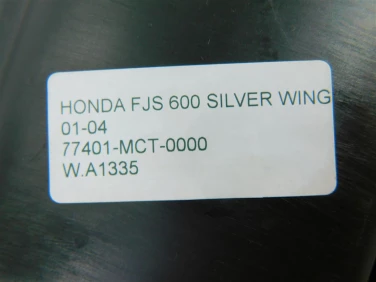 HONDA FJS 600 SILVER WING
01-04
77401-MCT-0000
W.A1335